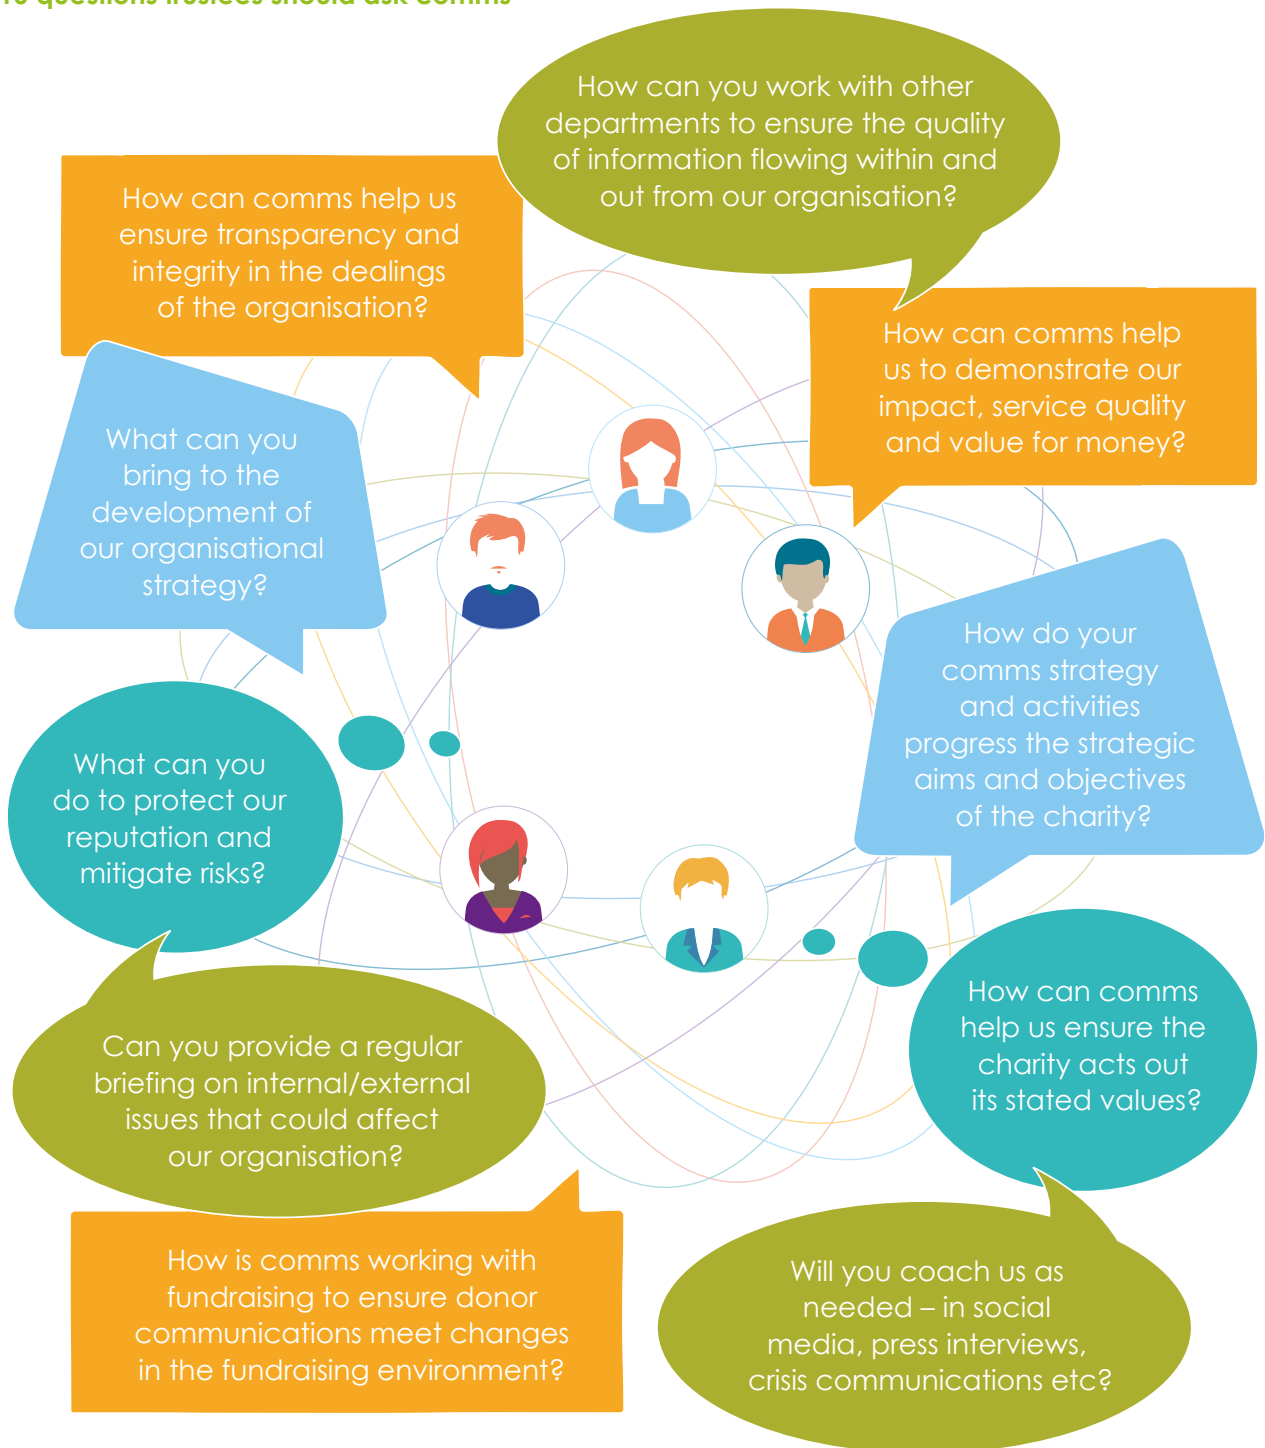 10 questions trustees should ask comms
How can you work with other
departments to ensure the quality
of information flowing within and
out from our organisation?
How can comms help us
ensure transparency and
integrity in the dealings
of the organisation?
How can comms help
us to demonstrate our
impact, service quality
and value for money?
What can you
bring to the
development of
our organisational
strategy?
How do your
comms strategy
and activities
progress the strategic
aims and objectives
of the charity?
What can you
do to protect our
reputation and
mitigate risks?
How can comms
help us ensure the
charity acts out
its stated values?
Can you provide a regular
briefing on internal/external
issues that could affect
our organisation?
How is comms working with
fundraising to ensure donor
communications meet changes
in the fundraising environment?
Will you coach us as
needed – in social
media, press interviews,
crisis communications etc?